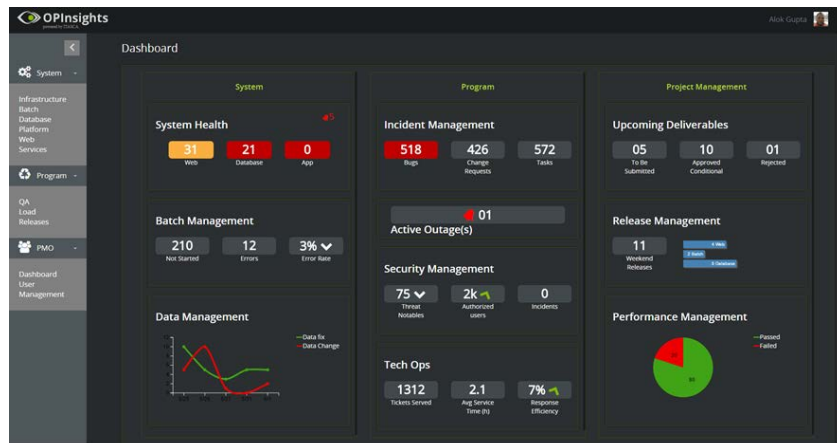 OPInsights
Alok Gupta
Dashboard
System -
Infrastructure
Batch
Database
Platform
Web
Services
Program -
QA
Load
Releases
PMO -
Dashboard
User
Management
System
System Health
5
31
21
0
Web
Database
App
Batch Management
210
12
3%
Not Started
Errors
Error Rate
Data Management
Data fix
Data Change
Program
Incident Management
518
426
572
Bugs
Change
Requests
Tasks
01
Active Outage(s)
Security Management
75
2k
0
Threat
Notables
Authorized
users
Incidents
Tech Ops
1312
2.1
7%
Tickets Served
Avg Service
Time (h)
Response
Efficiency
Project Management
Upcoming Deliverables
05
10
01
To Be
Submitted
Approved
Conditional
Rejected
Release Management
11
Weekend
Releases
Performance Management
Passed
Failed